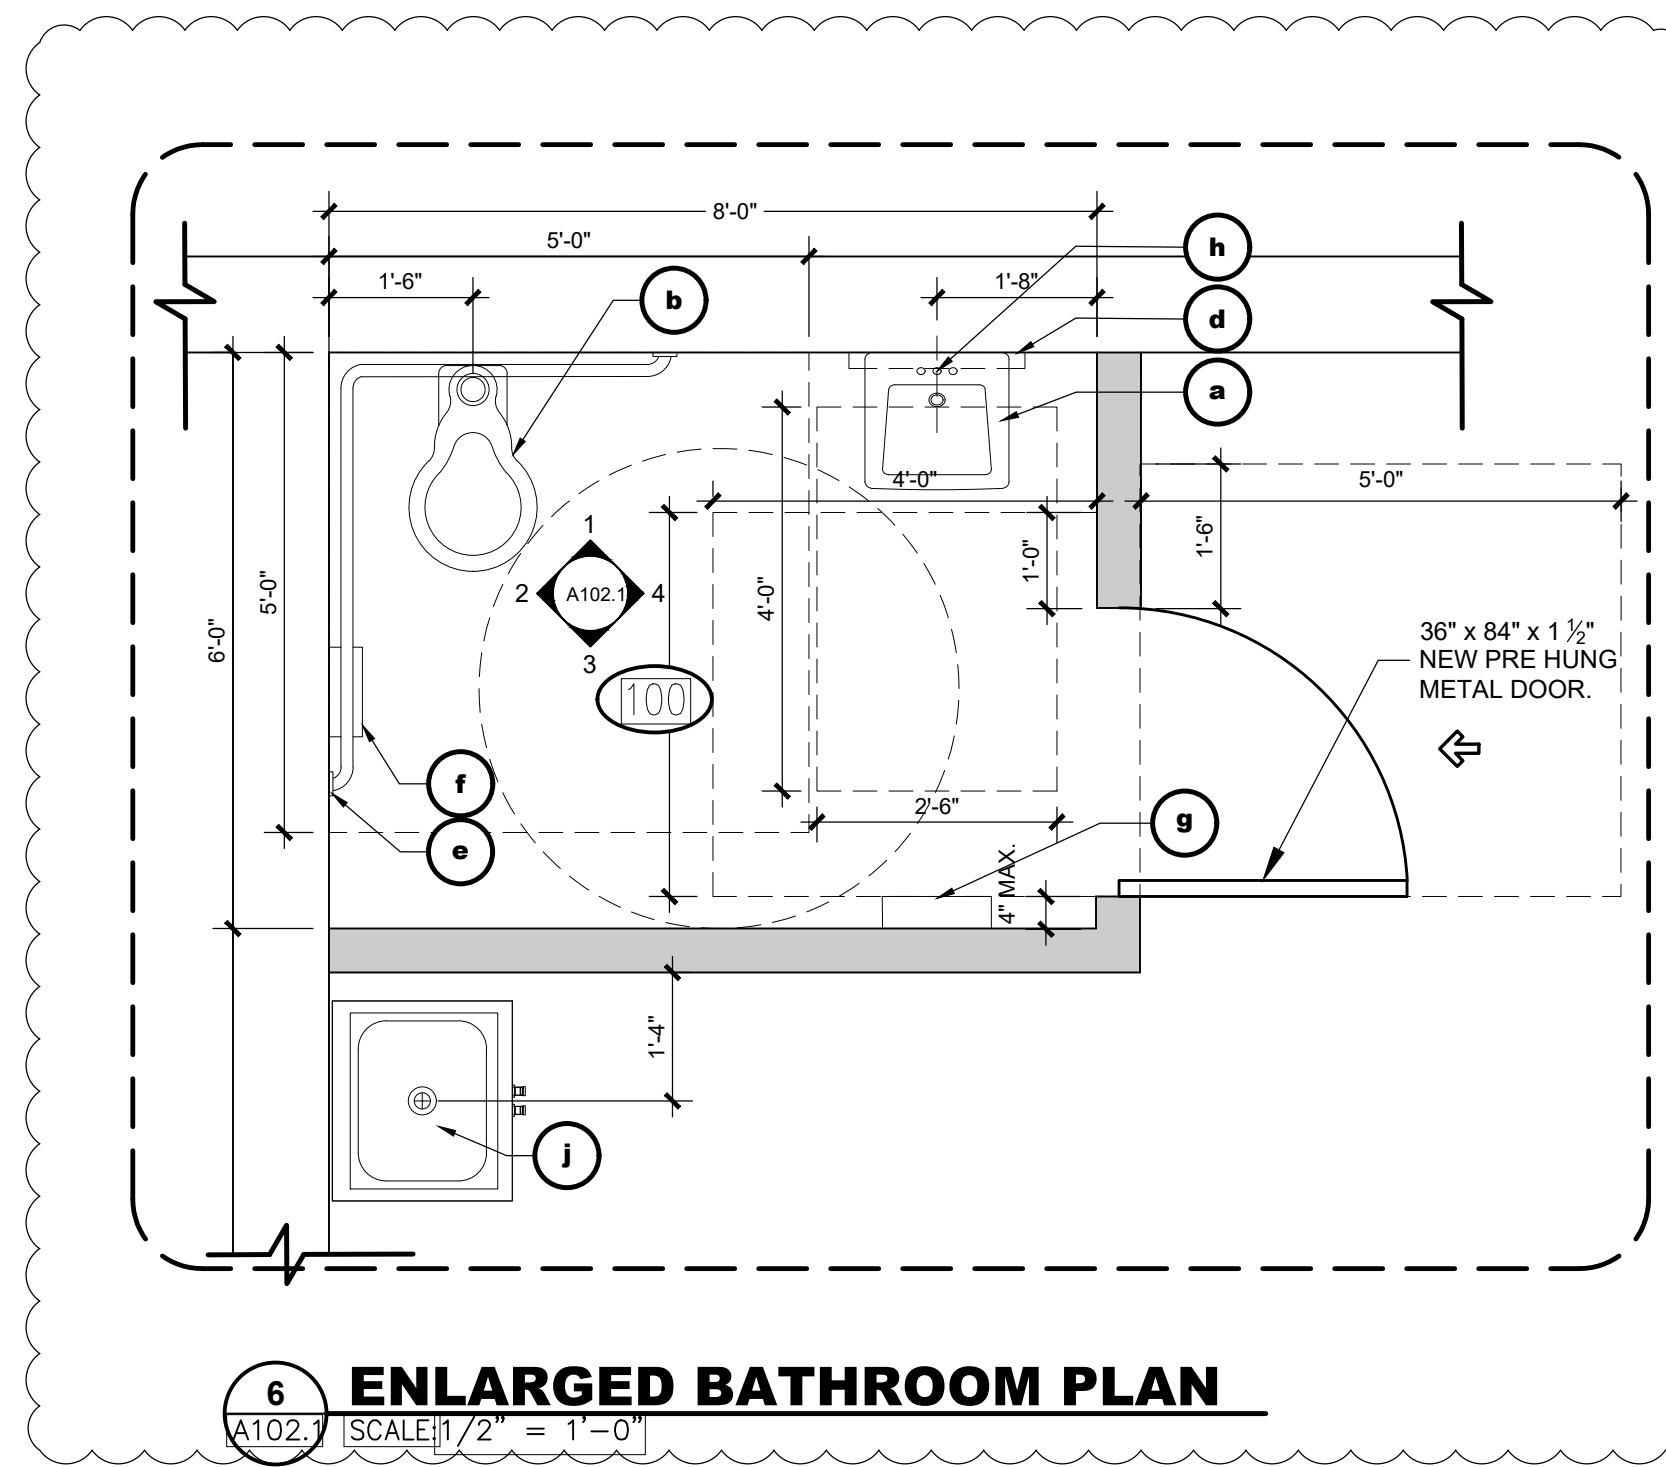 8'-0"
5'-0"
h
1'-6"
b
1'-8"
d
a
4'-0"
5'-0"
1
1'-6"
1'-0"
5'-0"
4'-0"
2
A102.1
4
6'-0"
3
36" x 84" x 1 ½"
NEW PRE HUNG
METAL DOOR.
100
f
2'-6"
g
e
4" MAX.
1'-4"
j
6
ENLARGED BATHROOM PLAN
A102.1
SCALE:1/2" = 1'-0"